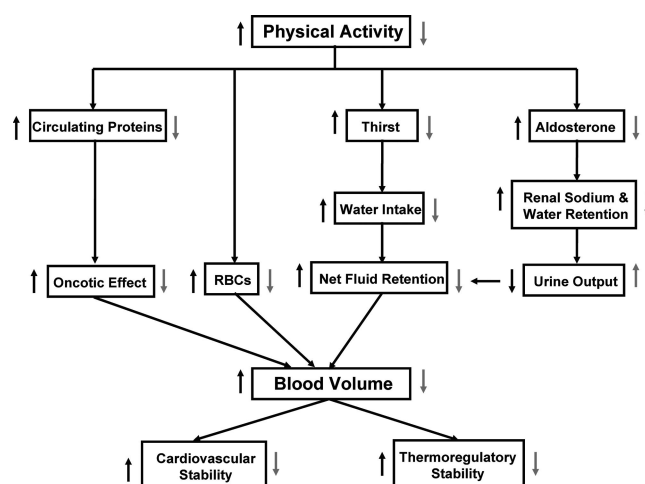 Physical Activity
Circulating Proteins
Thirst
Aldosterone
Water Intake
Renal Sodium &
Water Retention
Oncotic Effect
RBCs
Net Fluid Retention
Urine Output
Blood Volume
Cardiovascular
Stability
Thermoregulatory
Stability